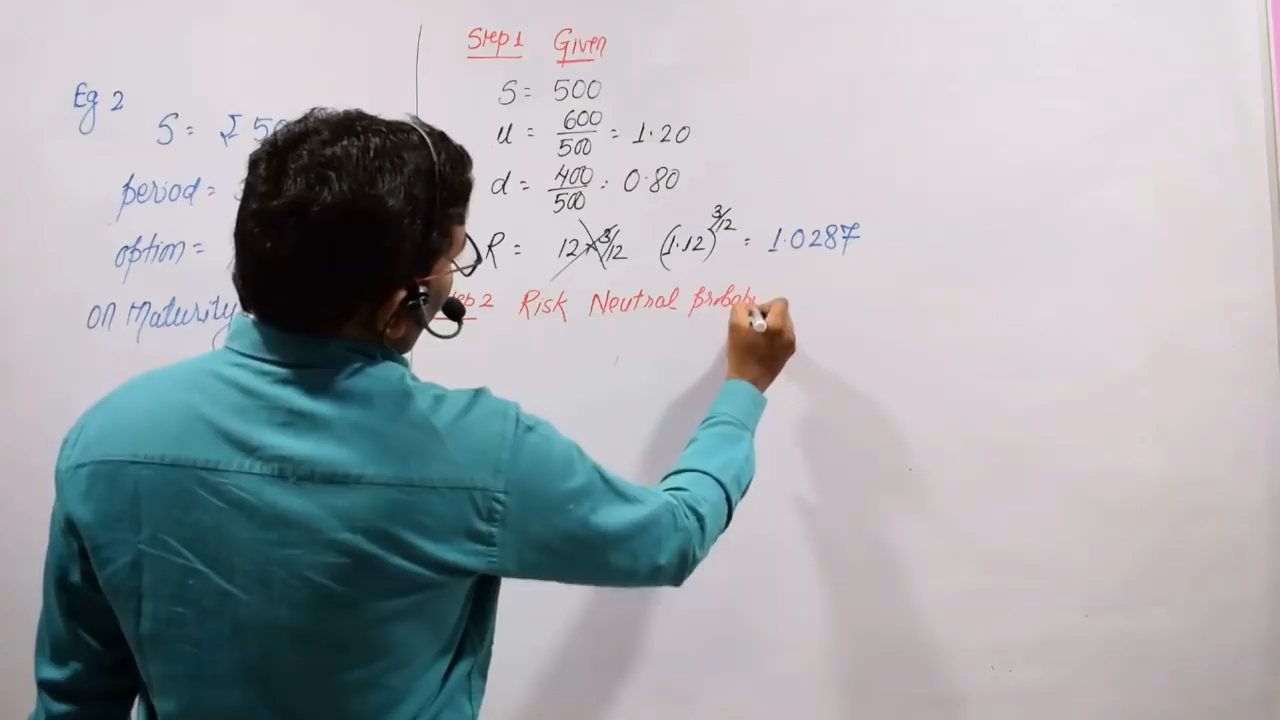 Eg 2
S = ₹ 50
period =
option =
on Maturity
Step 1 Given
S = 500
u = 600/500 = 1.20
d = 400/500 = 0.80
R = 12 × 3/12 (1.12)^3/12 = 1.0287
2 Risk Neutral